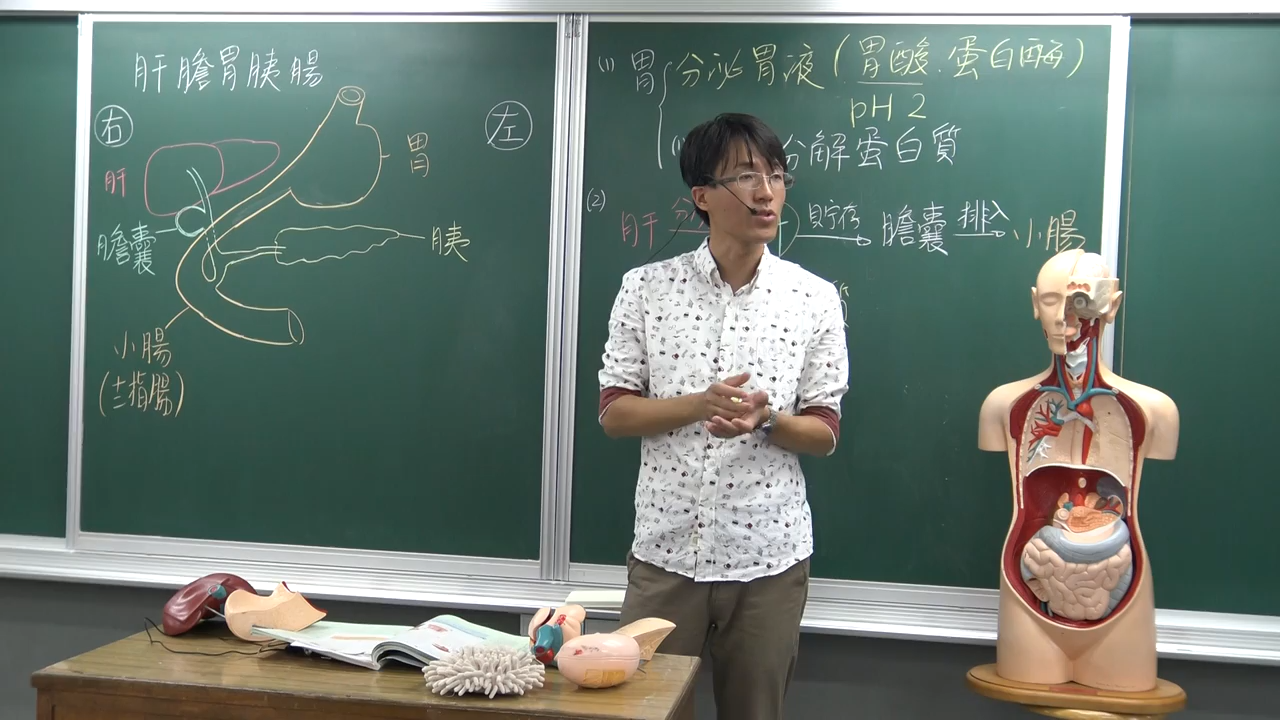 肝膽胃胰腸
右
左
肝
胃
膽囊
胰
小腸
(十二指腸)
(1) 胃 分泌胃液(胃酸、蛋白酶)
pH 2
分解蛋白質
(2)
肝 分 貯存 膽囊 排入 小腸